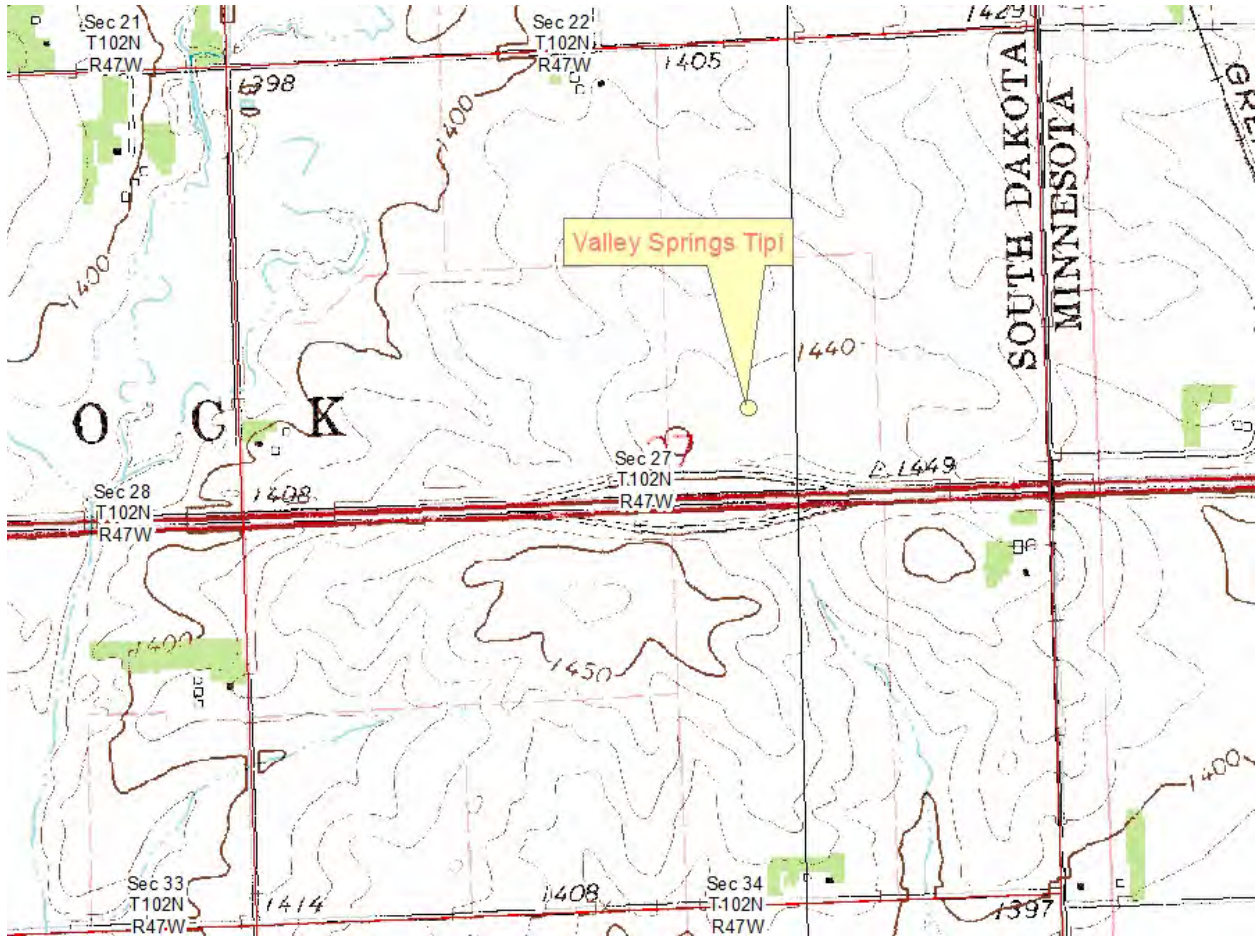 Sec 21
T102N
R47W
Sec 22
T102N
R47W
1429
1398
1405
1400
SOUTH DAKOTA
MINNESOTA
Valley Springs Tipi
1400
1440
O C K
27
Sec 27
T102N
R47W
1449
1408
Sec 28
T102N
R47W
1400
1450
1400
Sec 33
T102N
R47W
1414
1408
Sec 34
T102N
R47W
1397